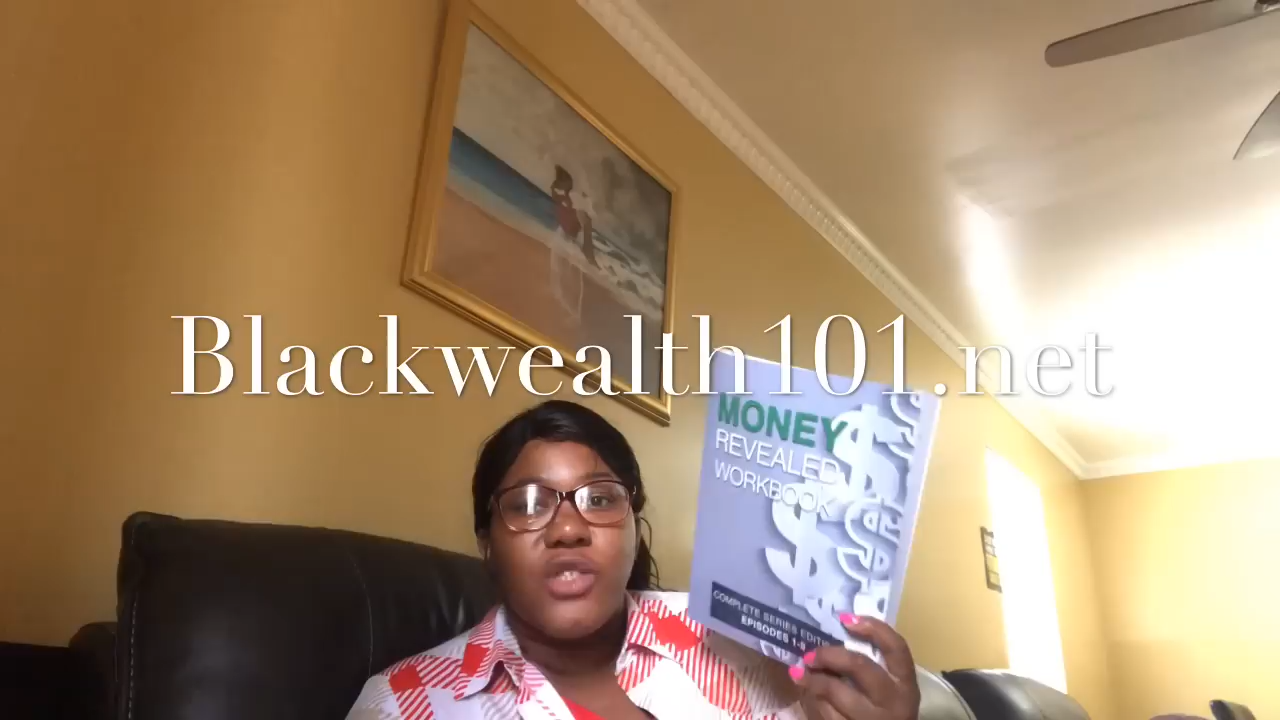 Blackwealth101.net
MONEY
REVEALED
WORKBOOK
COMPLETE SERIES EDITION
EPISODES 1-